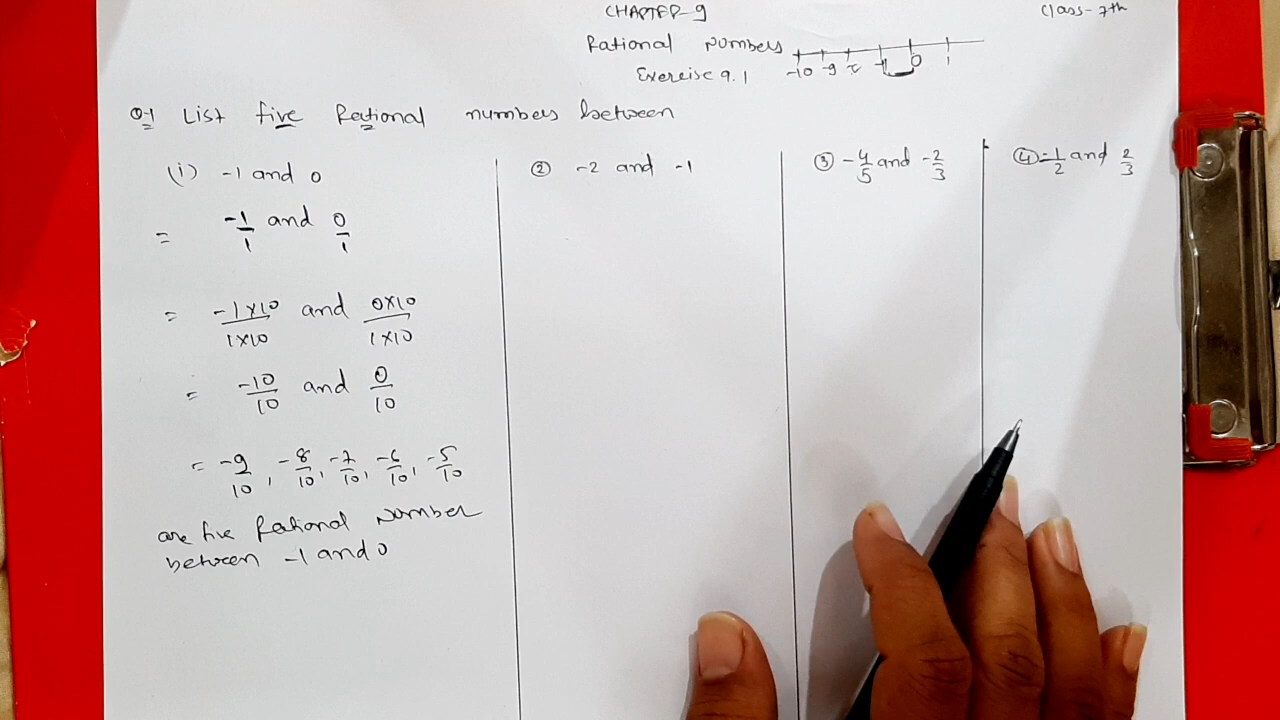 CHAPTER-9
Class-7th
Rational Numbers
-10 -9 0 1
Exercise 9.1
Q-1 List five Rational numbers between
(i) -1 and 0
= -1/1 and 0/1
= -1×10/1×10 and 0×10/1×10
= -10/10 and 0/10
= -9/10, -8/10, -7/10, -6/10, -5/10
are five Rational Number
between -1 and 0
② -2 and -1
③ -4/5 and -2/3
④ -1/2 and 2/3